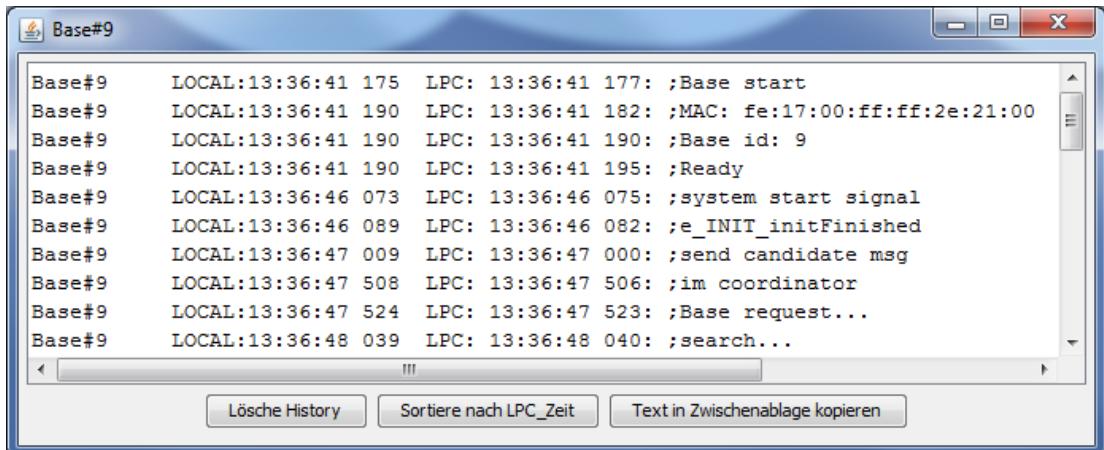 Base#9
Base#9 LOCAL:13:36:41 175 LPC: 13:36:41 177: ;Base start
Base#9 LOCAL:13:36:41 190 LPC: 13:36:41 182: ;MAC: fe:17:00:ff:ff:2e:21:00
Base#9 LOCAL:13:36:41 190 LPC: 13:36:41 190: ;Base id: 9
Base#9 LOCAL:13:36:41 190 LPC: 13:36:41 195: ;Ready
Base#9 LOCAL:13:36:46 073 LPC: 13:36:46 075: ;system start signal
Base#9 LOCAL:13:36:46 089 LPC: 13:36:46 082: ;e_INIT_initFinished
Base#9 LOCAL:13:36:47 009 LPC: 13:36:47 000: ;send candidate msg
Base#9 LOCAL:13:36:47 508 LPC: 13:36:47 506: ;im coordinator
Base#9 LOCAL:13:36:47 524 LPC: 13:36:47 523: ;Base request...
Base#9 LOCAL:13:36:48 039 LPC: 13:36:48 040: ;search...
Lösche History Sortiere nach LPC_Zeit Text in Zwischenablage kopieren